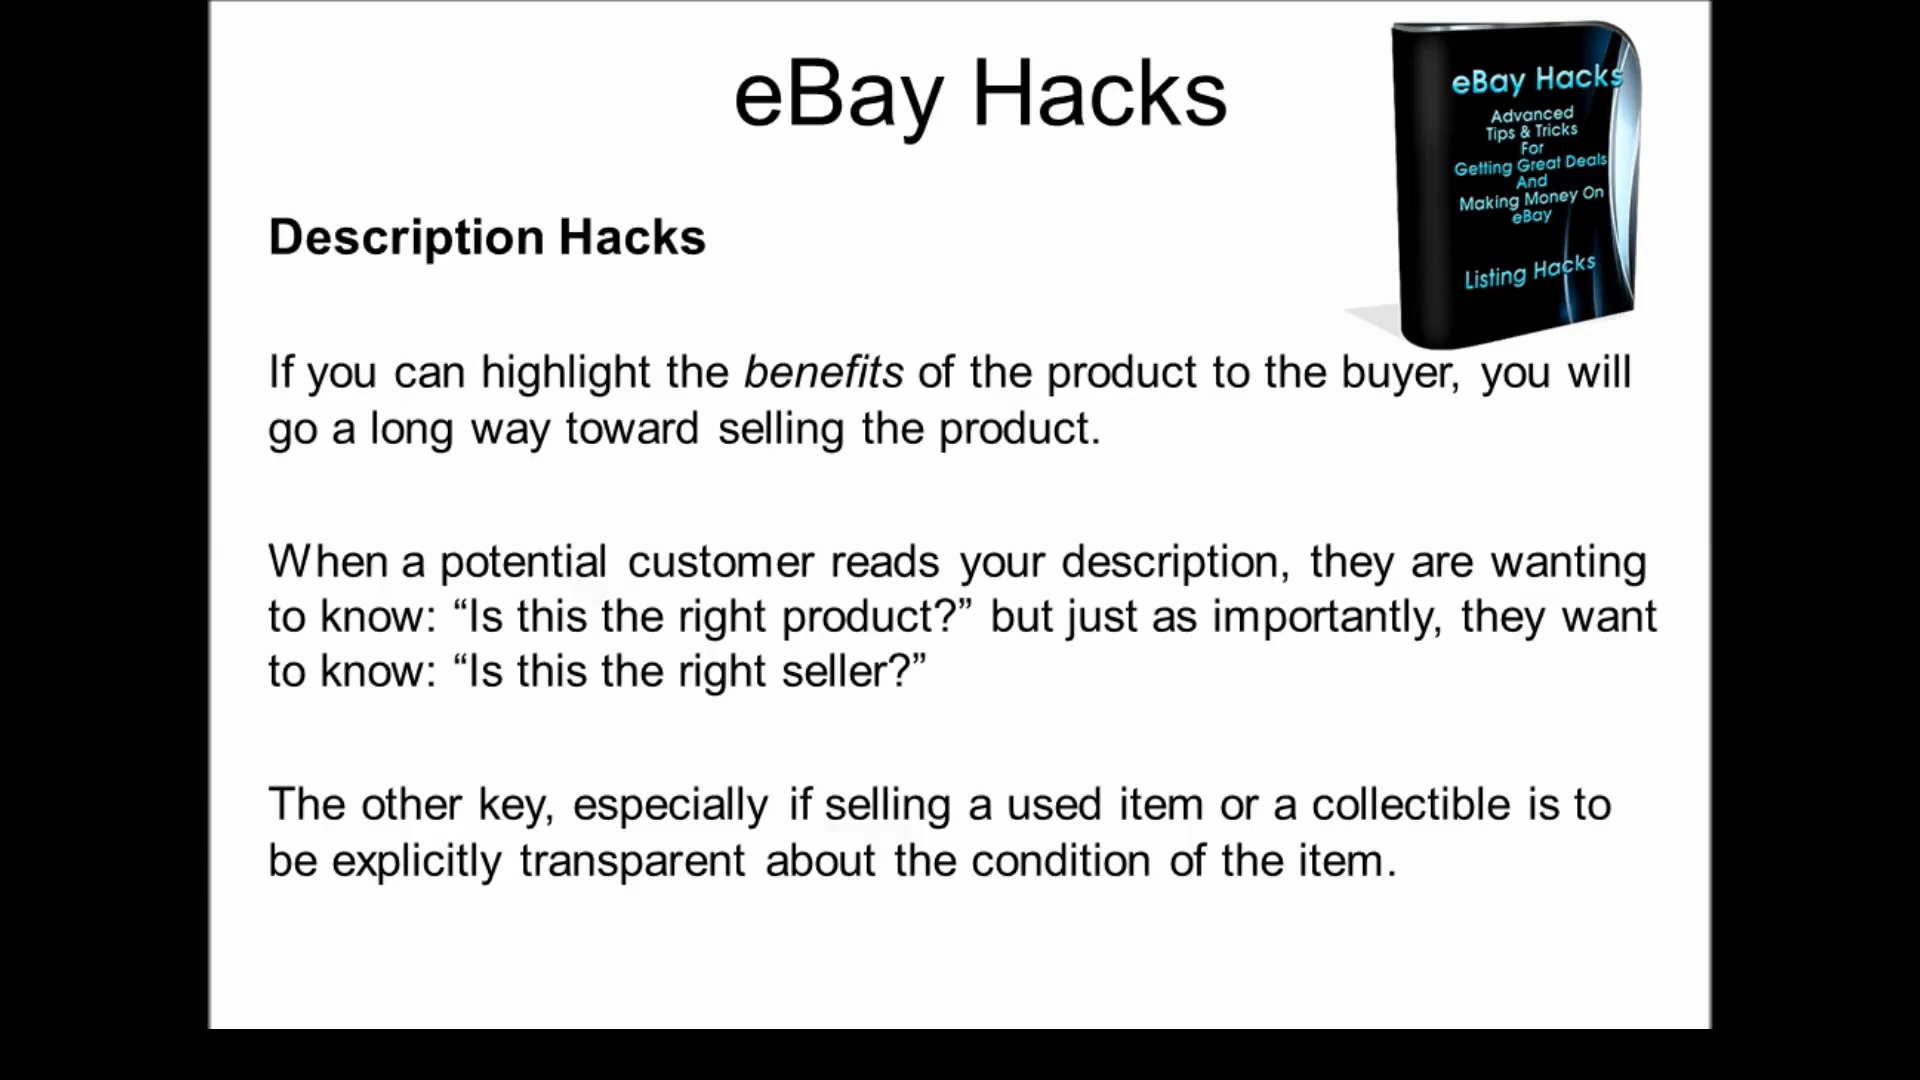 eBay Hacks
eBay Hacks
Advanced
Tips & Tricks
For
Getting Great Deals
And
Making Money On
eBay
Listing Hacks
Description Hacks
If you can highlight the benefits of the product to the buyer, you will
go a long way toward selling the product.
When a potential customer reads your description, they are wanting
to know: “Is this the right product?” but just as importantly, they want
to know: “Is this the right seller?”
The other key, especially if selling a used item or a collectible is to
be explicitly transparent about the condition of the item.